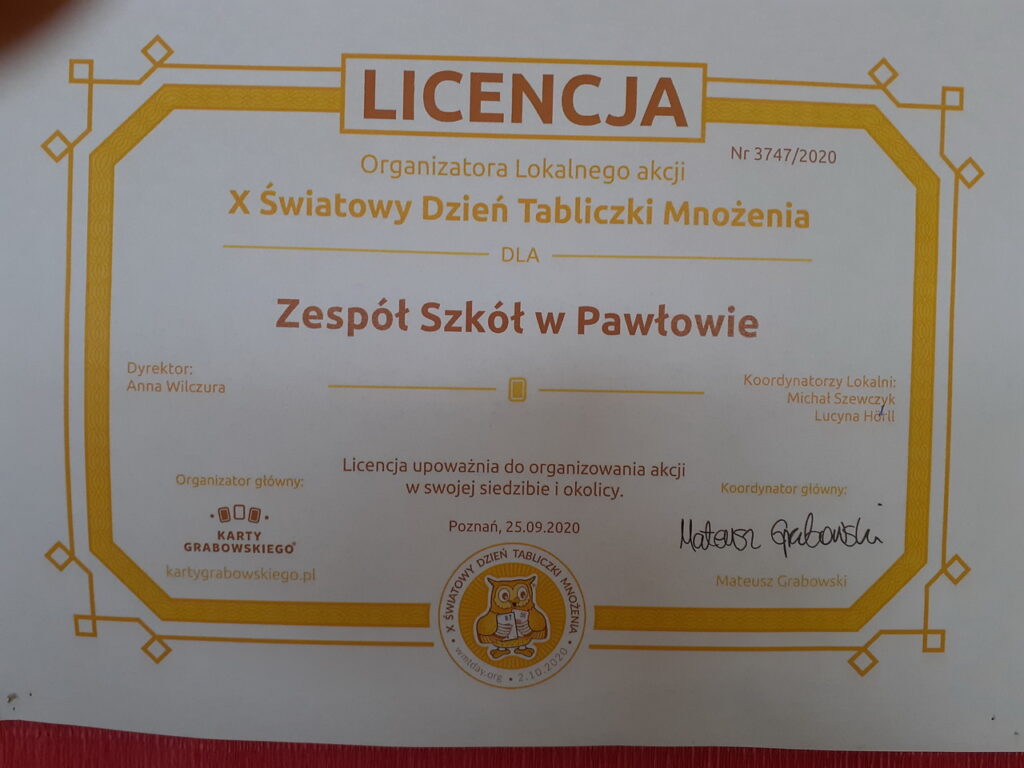 LICENCJA
Nr 3747/2020
Organizatora Lokalnego akcji
X Światowy Dzień Tabliczki Mnożenia
DLA
Zespół Szkół w Pawłowie
Dyrektor:
Anna Wilczura
Koordynatorzy Lokalni:
Michał Szewczyk
Lucyna Hörll
Licencja upoważnia do organizowania akcji
w swojej siedzibie i okolicy.
Organizator główny:
KARTY
GRABOWSKIEGO®
kartygrabowskiego.pl
Poznań, 25.09.2020
Koordynator główny:
Mateusz Grabowski
Mateusz Grabowski
X ŚWIATOWY DZIEŃ TABLICZKI MNOŻENIA
wmtday.org • 2.10.2020